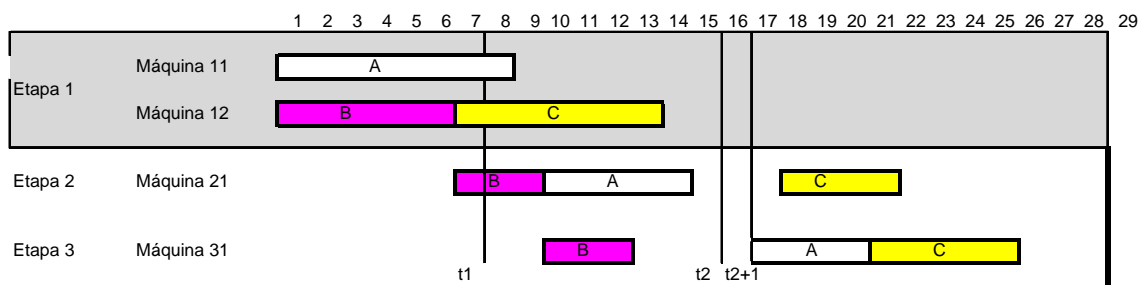 1 2 3 4 5 6 7 8 9 10 11 12 13 14 15 16 17 18 19 20 21 22 23 24 25 26 27 28 29
Máquina 11 A
Etapa 1
Máquina 12 B C
Etapa 2 Máquina 21 B A C
Etapa 3 Máquina 31 B A C
t1 t2 t2+1